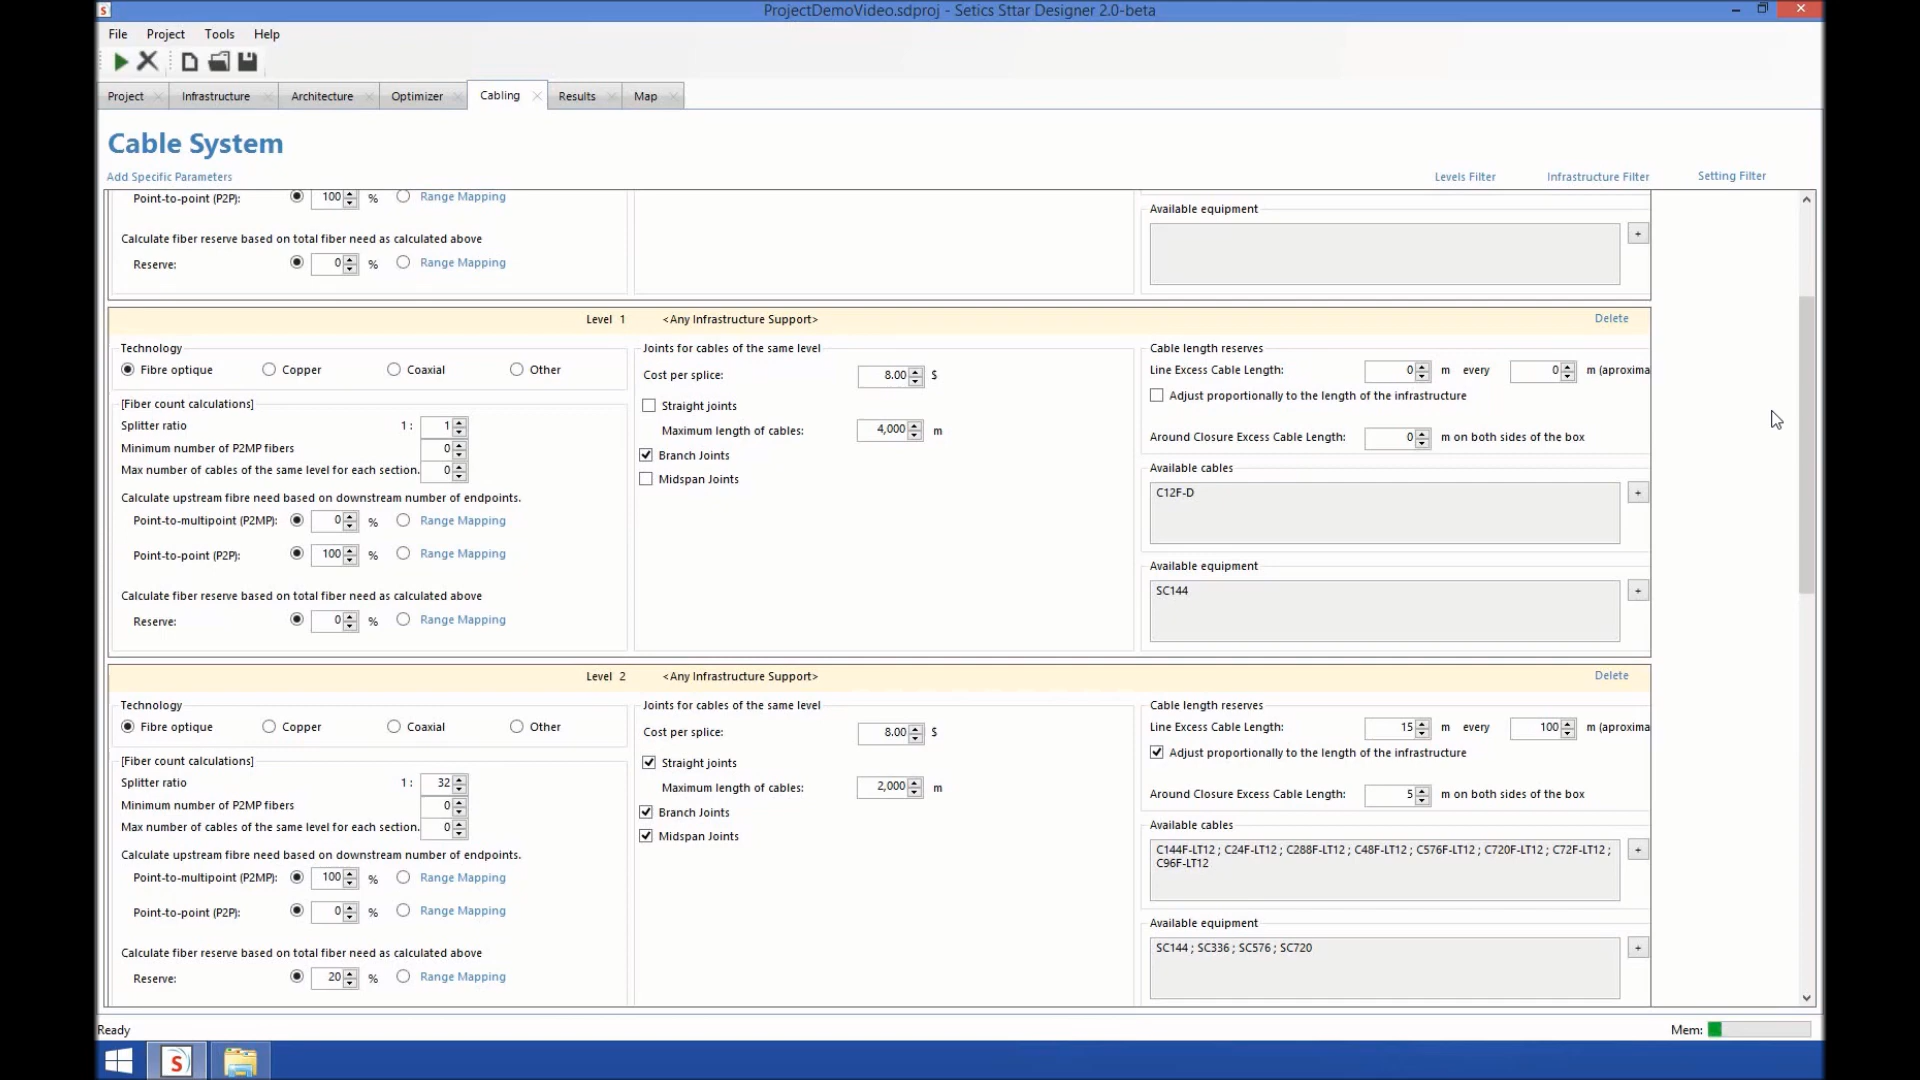 S ProjectDemoVideo.sdproj - Setics Sttar Designer 2.0-beta
File Project Tools Help
Project Infrastructure Architecture Optimizer Cabling Results Map
Cable System
Add Specific Parameters Levels Filter Infrastructure Filter Setting Filter
Point-to-point (P2P): 100 % Range Mapping
Available equipment
+
Calculate fiber reserve based on total fiber need as calculated above
Reserve: 0 % Range Mapping
Level 1 <Any Infrastructure Support> Delete
Technology
Fibre optique Copper Coaxial Other
[Fiber count calculations]
Splitter ratio 1 : 1
Minimum number of P2MP fibers 0
Max number of cables of the same level for each section. 0
Calculate upstream fibre need based on downstream number of endpoints.
Point-to-multipoint (P2MP): 0 % Range Mapping
Point-to-point (P2P): 100 % Range Mapping
Calculate fiber reserve based on total fiber need as calculated above
Reserve: 0 % Range Mapping
Joints for cables of the same level
Cost per splice: 8.00 $
Straight joints
Maximum length of cables: 4,000 m
Branch Joints
Midspan Joints
Cable length reserves
Line Excess Cable Length: 0 m every 0 m (aproxima
Adjust proportionally to the length of the infrastructure
Around Closure Excess Cable Length: 0 m on both sides of the box
Available cables
C12F-D +
Available equipment
SC144 +
Level 2 <Any Infrastructure Support> Delete
Technology
Fibre optique Copper Coaxial Other
[Fiber count calculations]
Splitter ratio 1 : 32
Minimum number of P2MP fibers 0
Max number of cables of the same level for each section. 0
Calculate upstream fibre need based on downstream number of endpoints.
Point-to-multipoint (P2MP): 100 % Range Mapping
Point-to-point (P2P): 0 % Range Mapping
Calculate fiber reserve based on total fiber need as calculated above
Reserve: 20 % Range Mapping
Joints for cables of the same level
Cost per splice: 8.00 $
Straight joints
Maximum length of cables: 2,000 m
Branch Joints
Midspan Joints
Cable length reserves
Line Excess Cable Length: 15 m every 100 m (aproxima
Adjust proportionally to the length of the infrastructure
Around Closure Excess Cable Length: 5 m on both sides of the box
Available cables
C144F-LT12 ; C24F-LT12 ; C288F-LT12 ; C48F-LT12 ; C576F-LT12 ; C720F-LT12 ; C72F-LT12 ; +
C96F-LT12
Available equipment
SC144 ; SC336 ; SC576 ; SC720 +
Ready Mem:
S